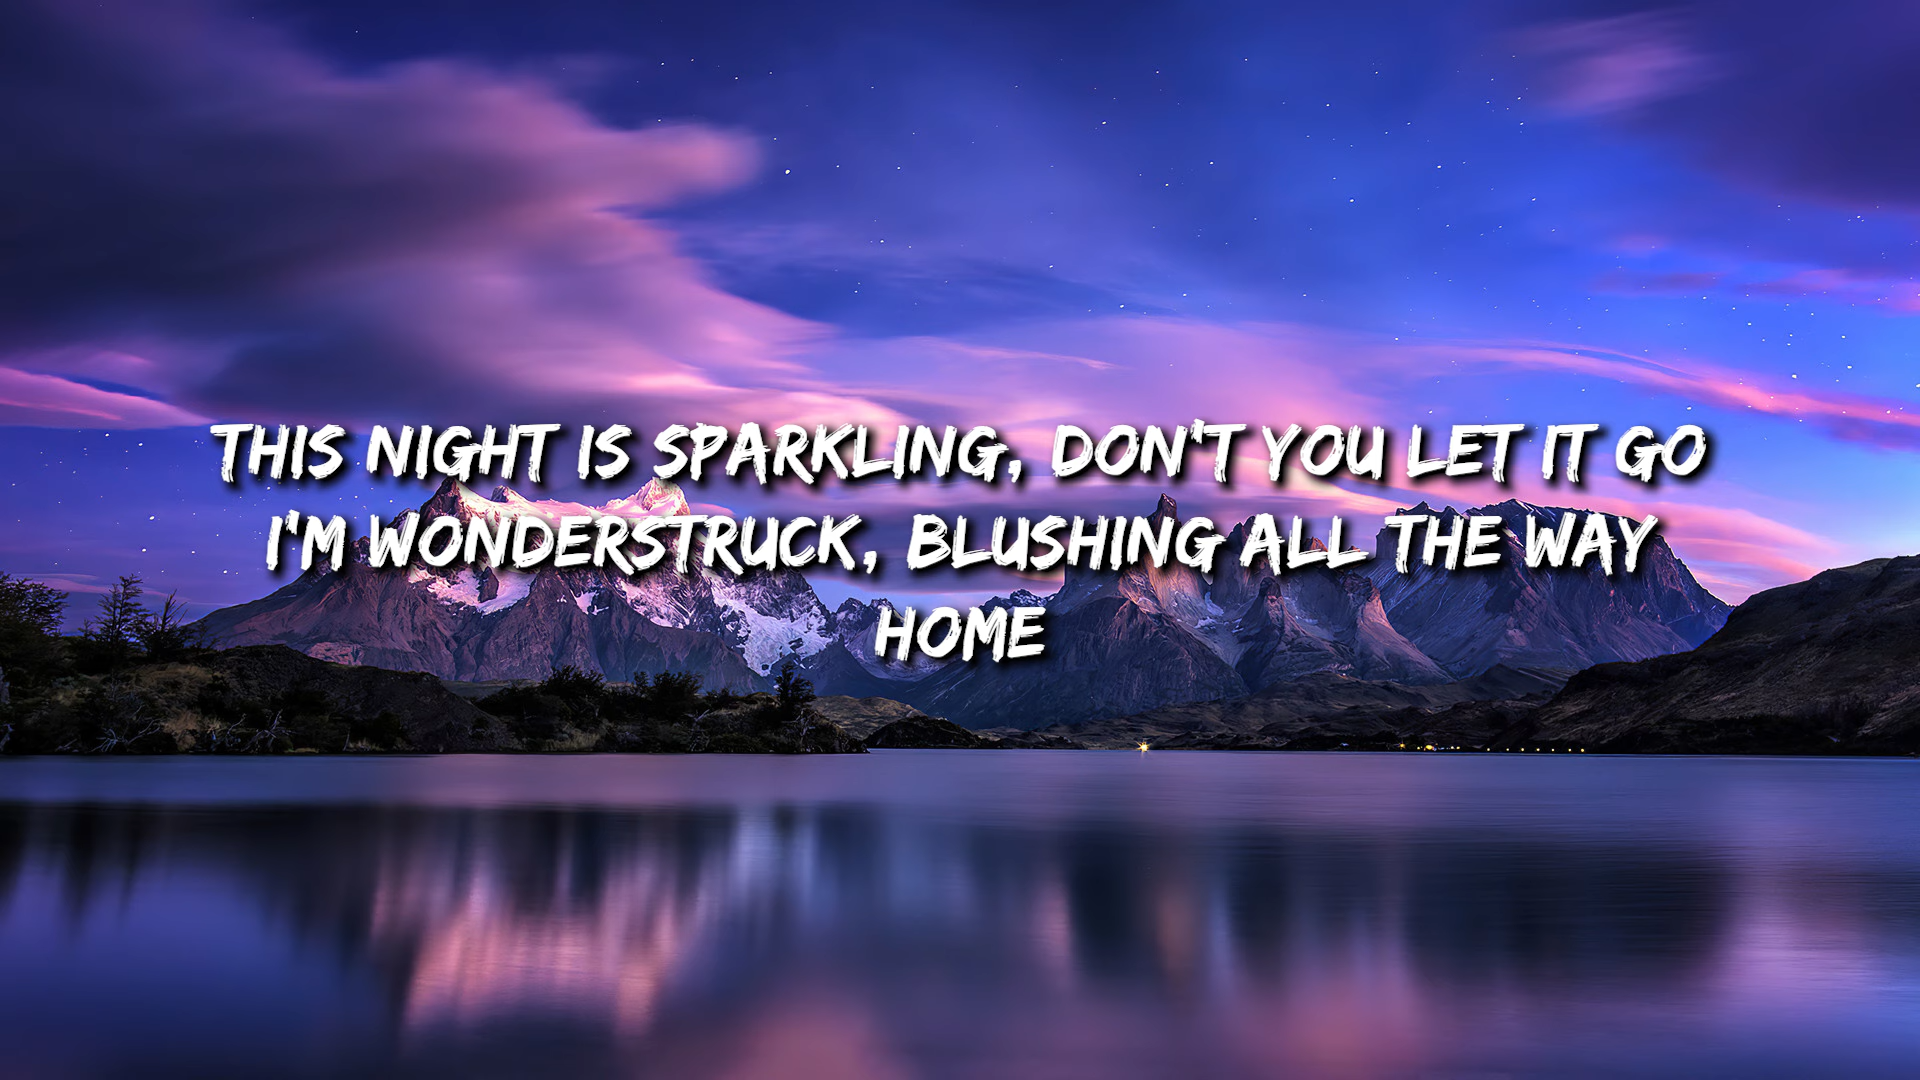 THIS NIGHT IS SPARKLING, DON'T YOU LET IT GO
I'M WONDERSTRUCK, BLUSHING ALL THE WAY
HOME